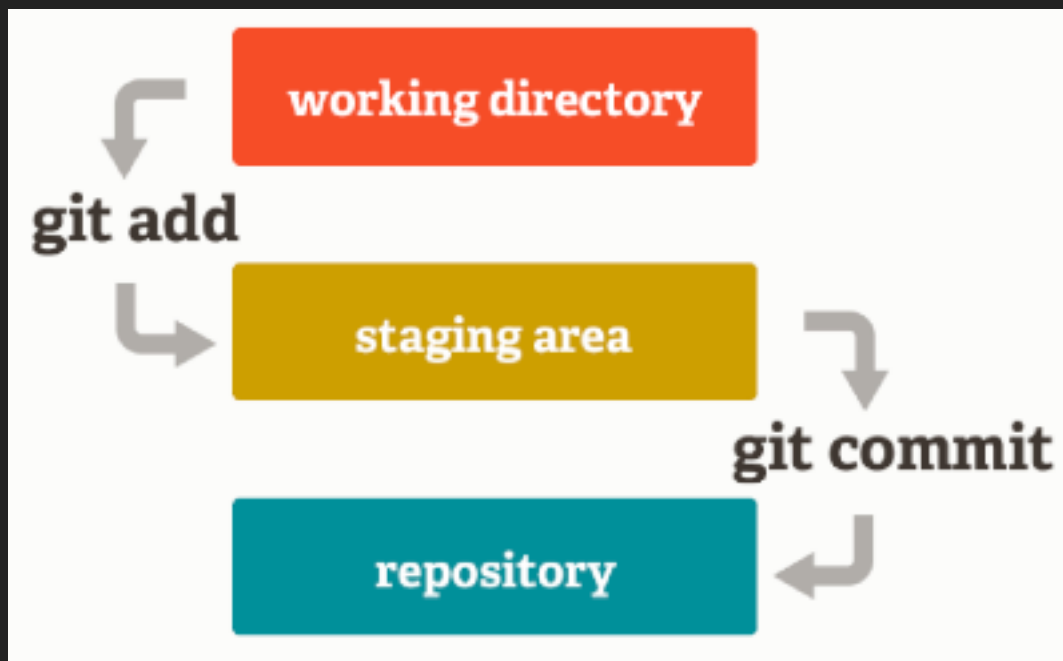 working directory
git add
staging area
git commit
repository